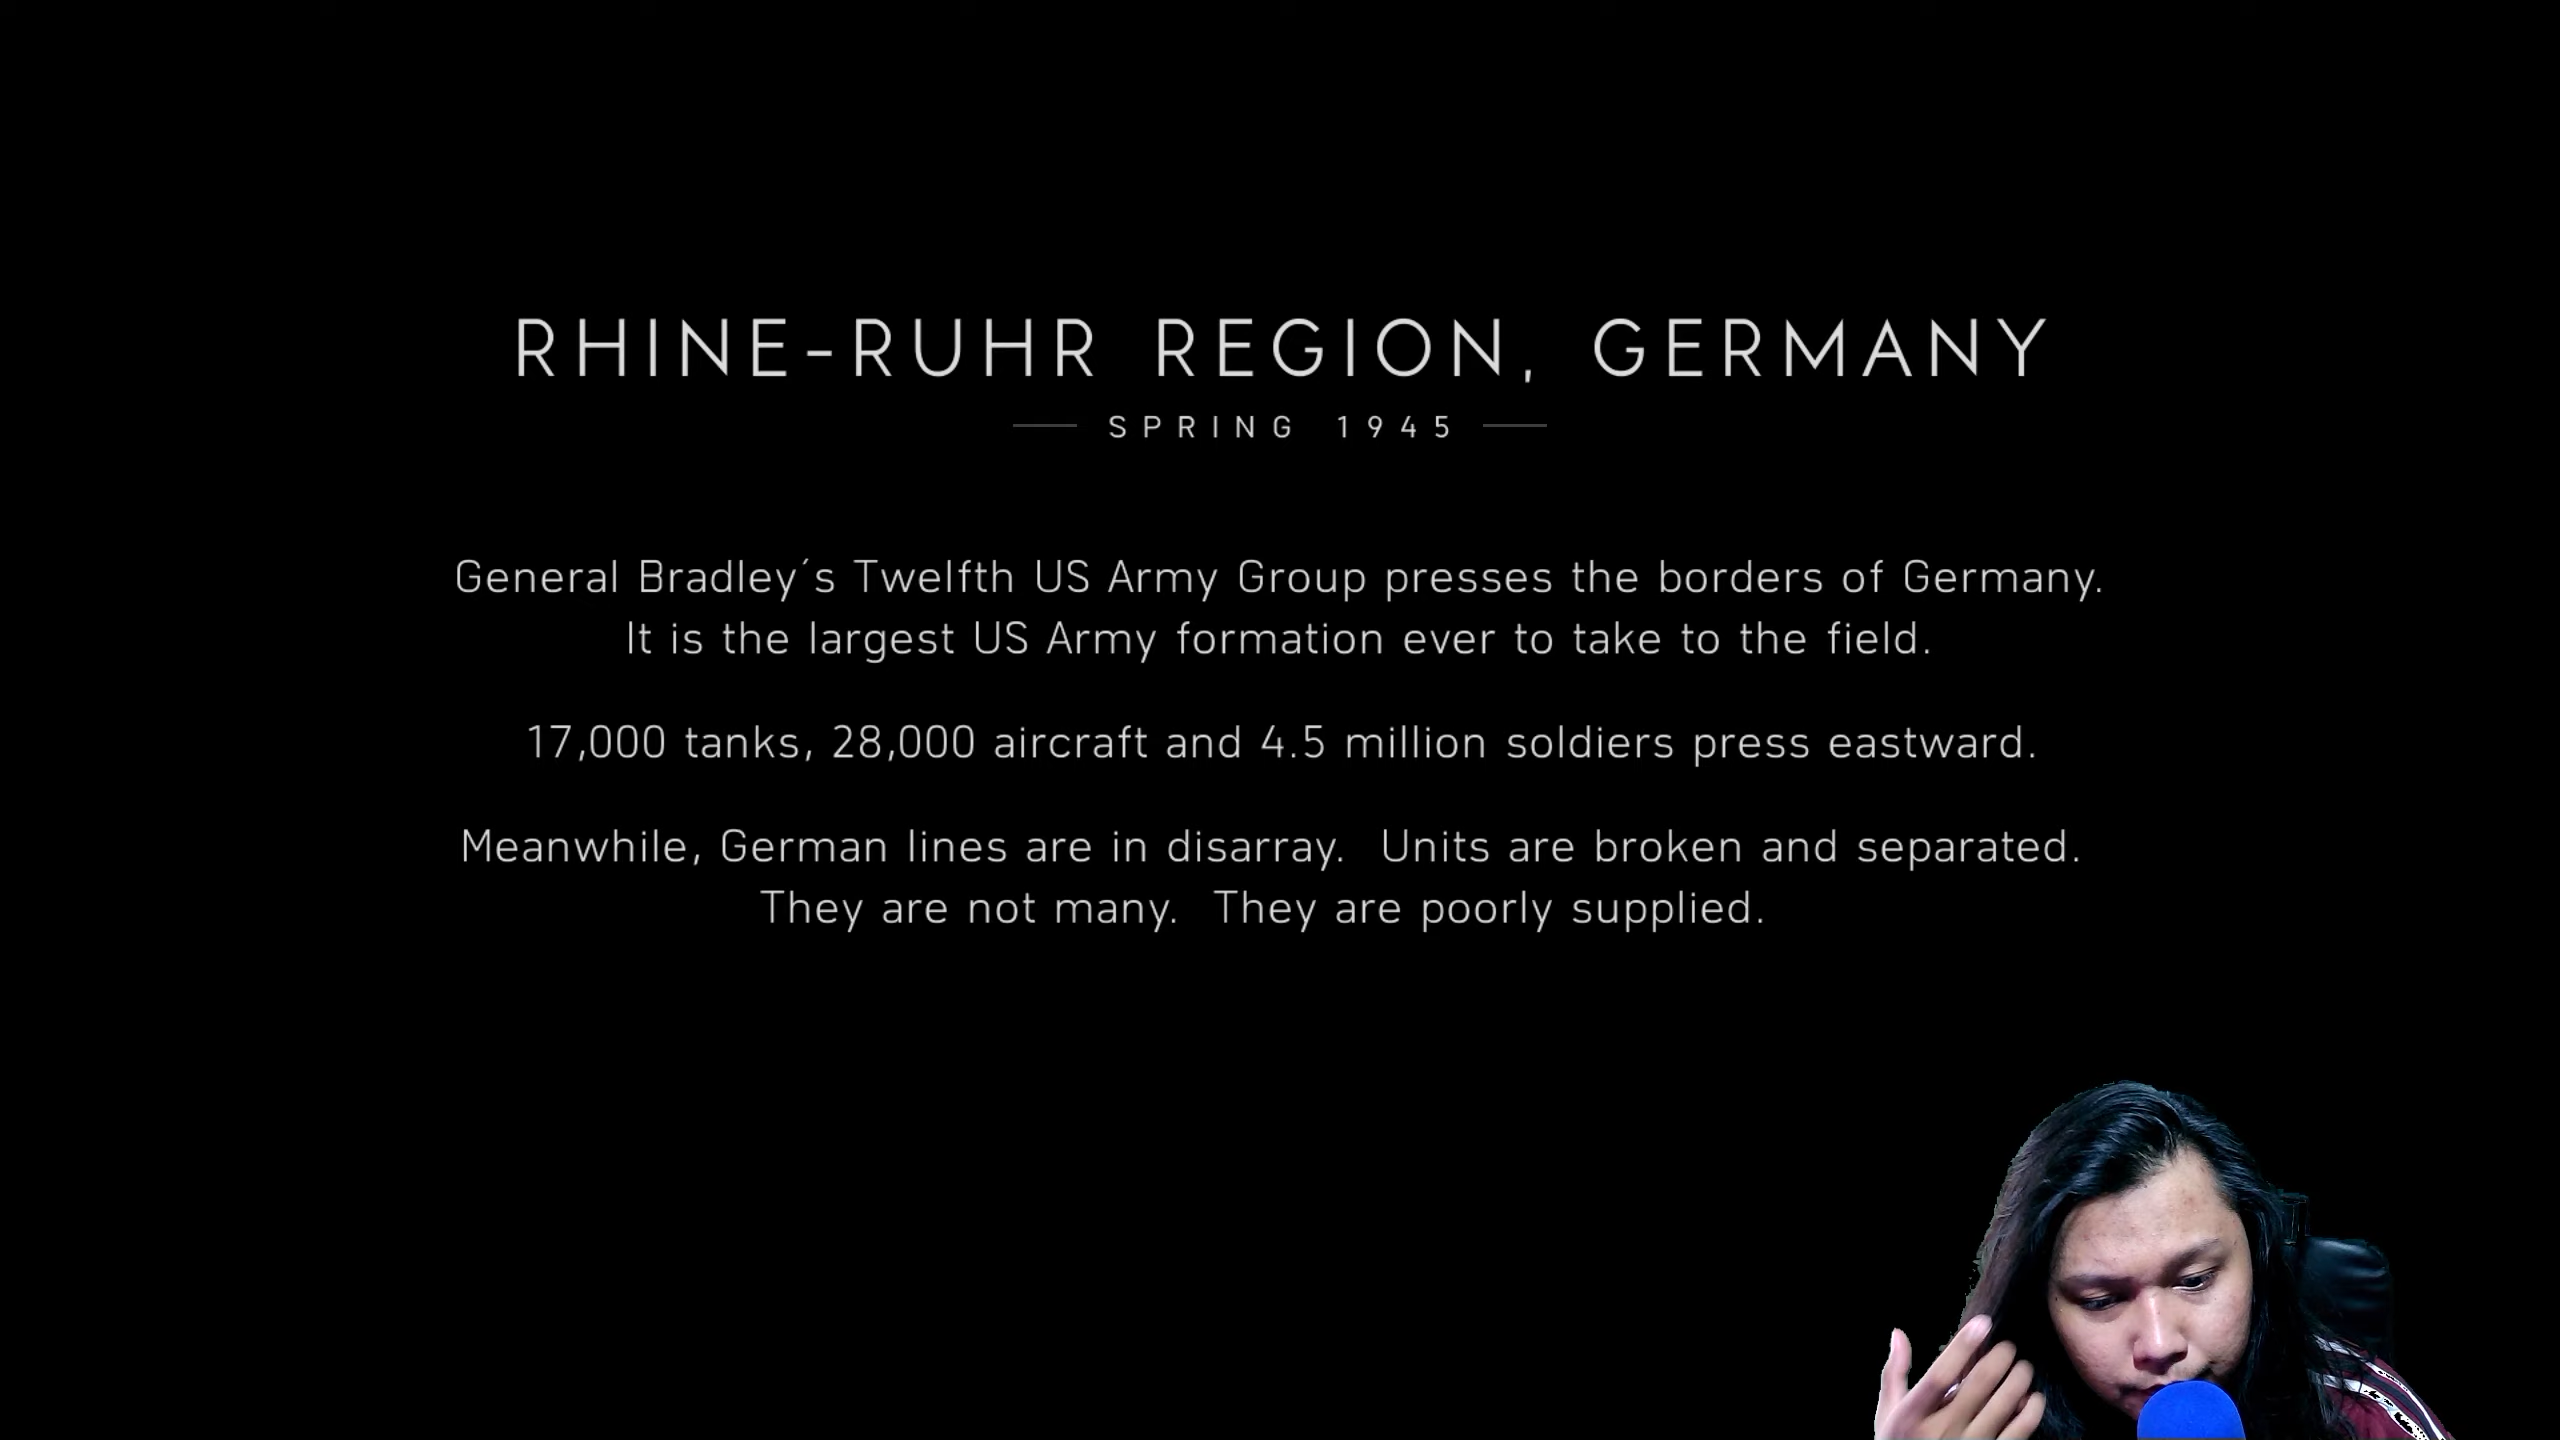 RHINE-RUHR REGION, GERMANY
SPRING 1945
General Bradley´s Twelfth US Army Group presses the borders of Germany.
It is the largest US Army formation ever to take to the field.
17,000 tanks, 28,000 aircraft and 4.5 million soldiers press eastward.
Meanwhile, German lines are in disarray.  Units are broken and separated.
They are not many.  They are poorly supplied.